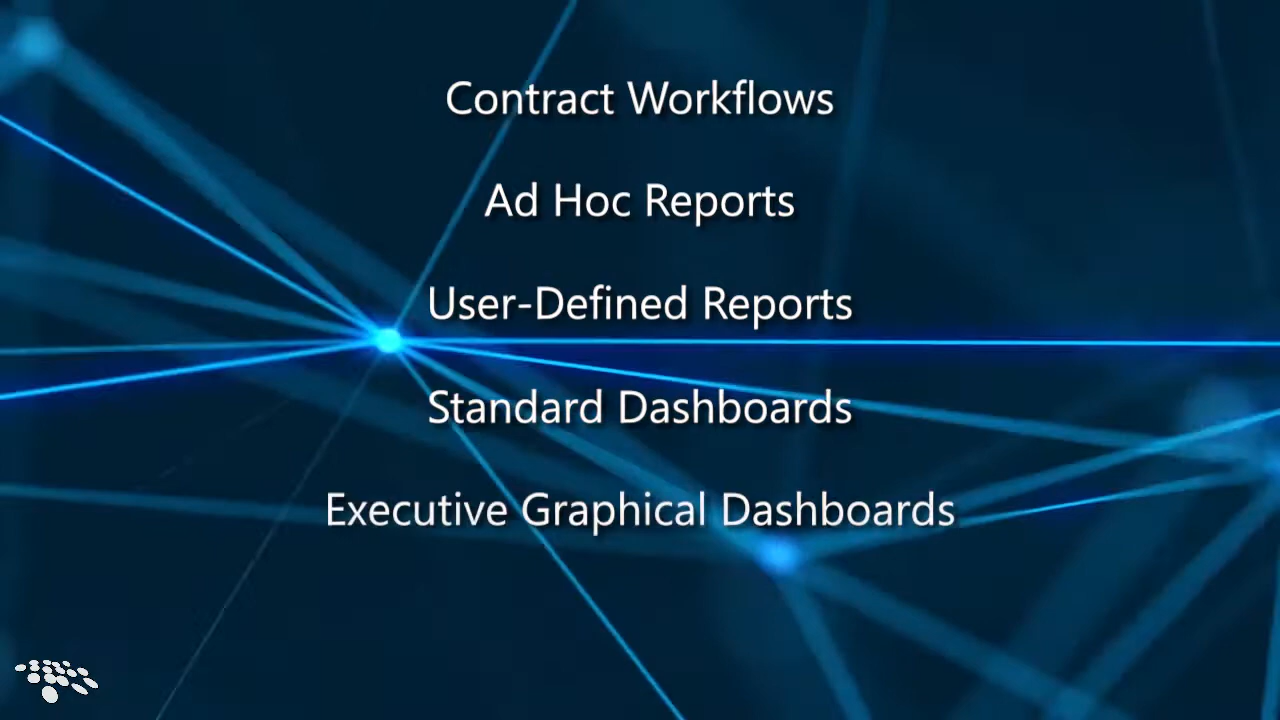 Contract Workflows
Ad Hoc Reports
User-Defined Reports
Standard Dashboards
Executive Graphical Dashboards